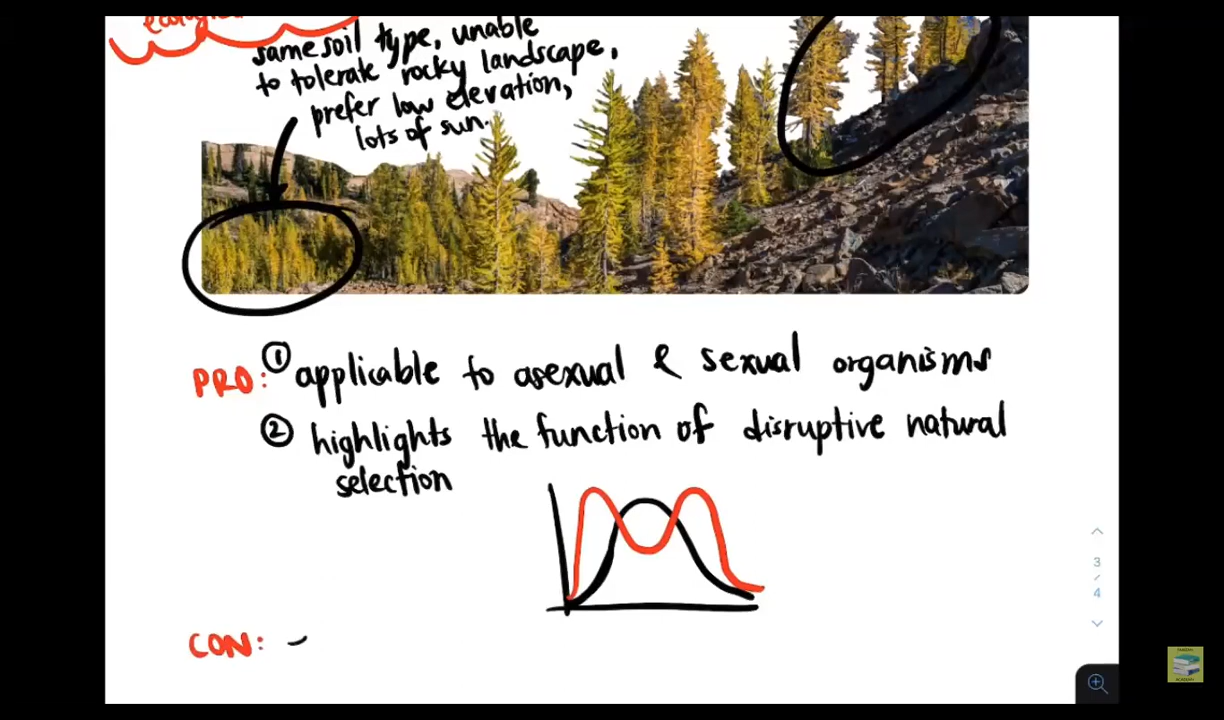 same soil type, unable
to tolerate rocky landscape,
prefer low elevation,
lots of sun.
PRO: ① applicable to asexual & sexual organisms
② highlights the function of disruptive natural
selection
CON: -
3
/
4